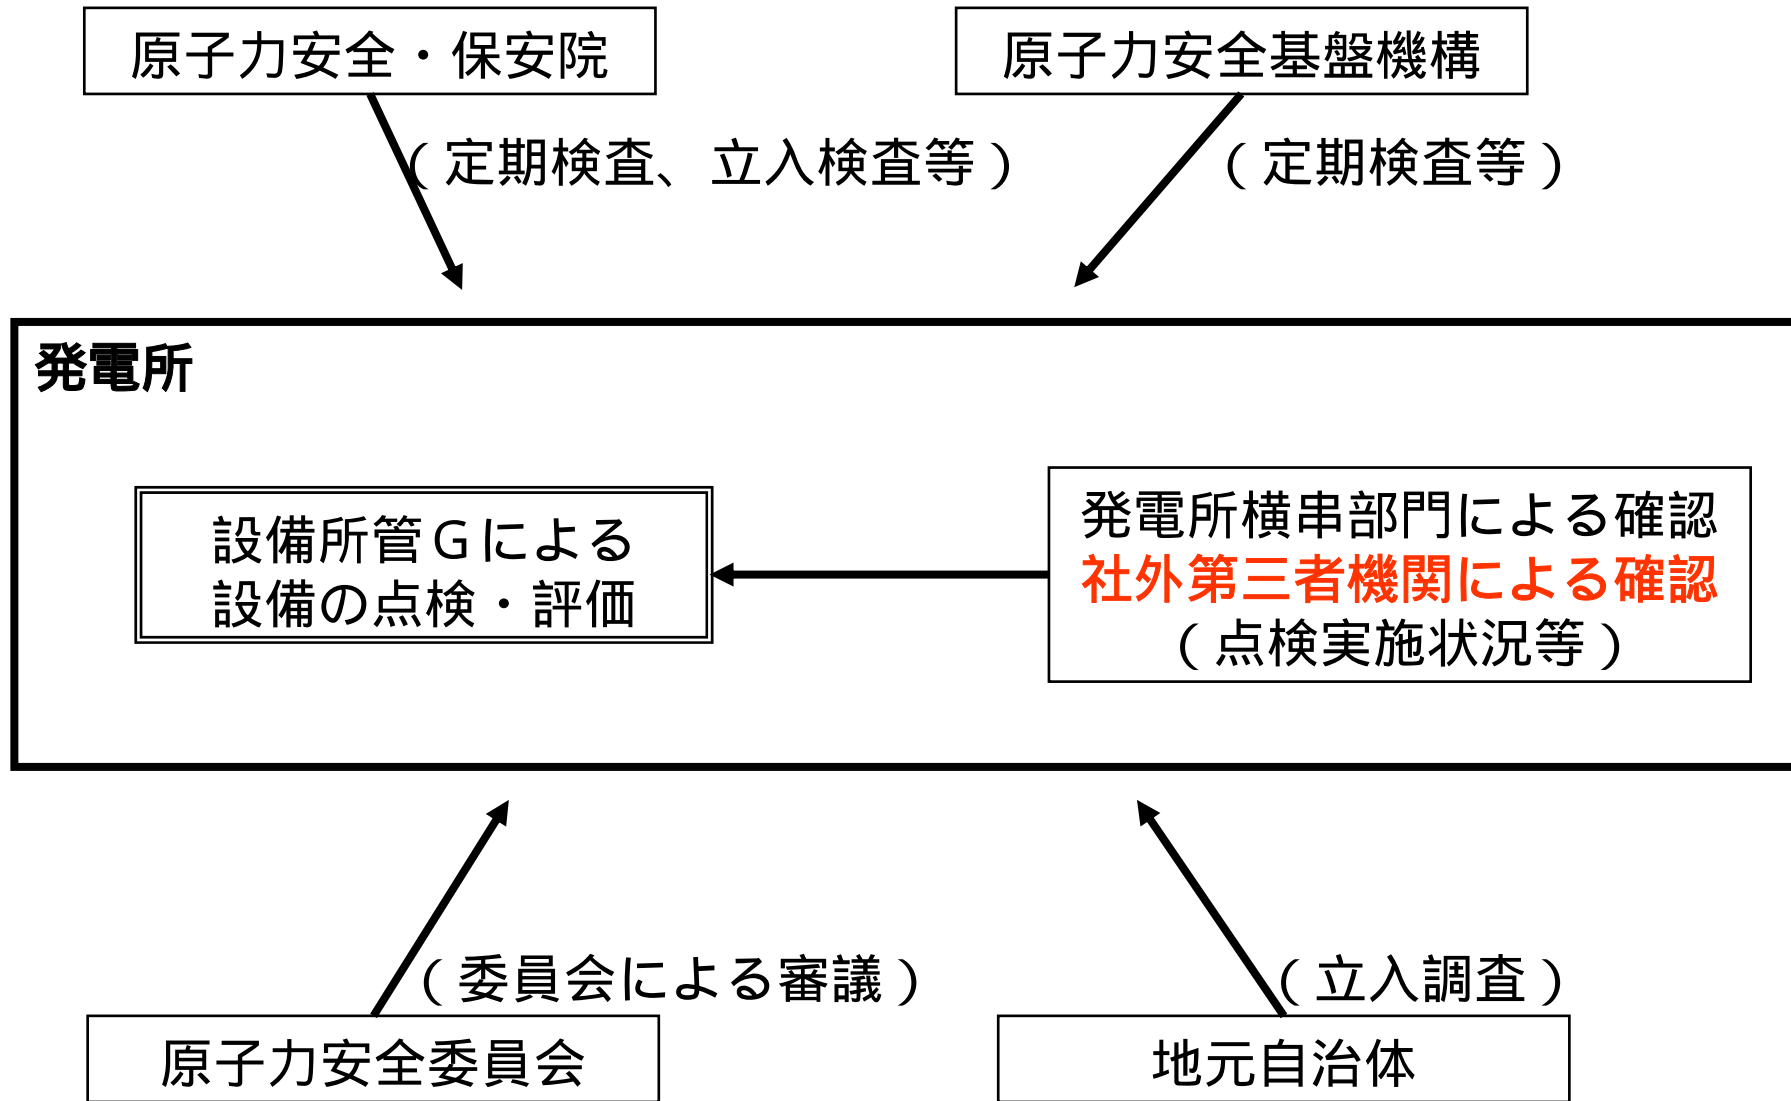 原子力安全・保安院
原子力安全基盤機構
（定期検査、立入検査等）
（定期検査等）
発電所
設備所管Ｇによる
設備の点検・評価
発電所横串部門による確認
社外第三者機関による確認
（点検実施状況等）
（委員会による審議）
（立入調査）
原子力安全委員会
地元自治体